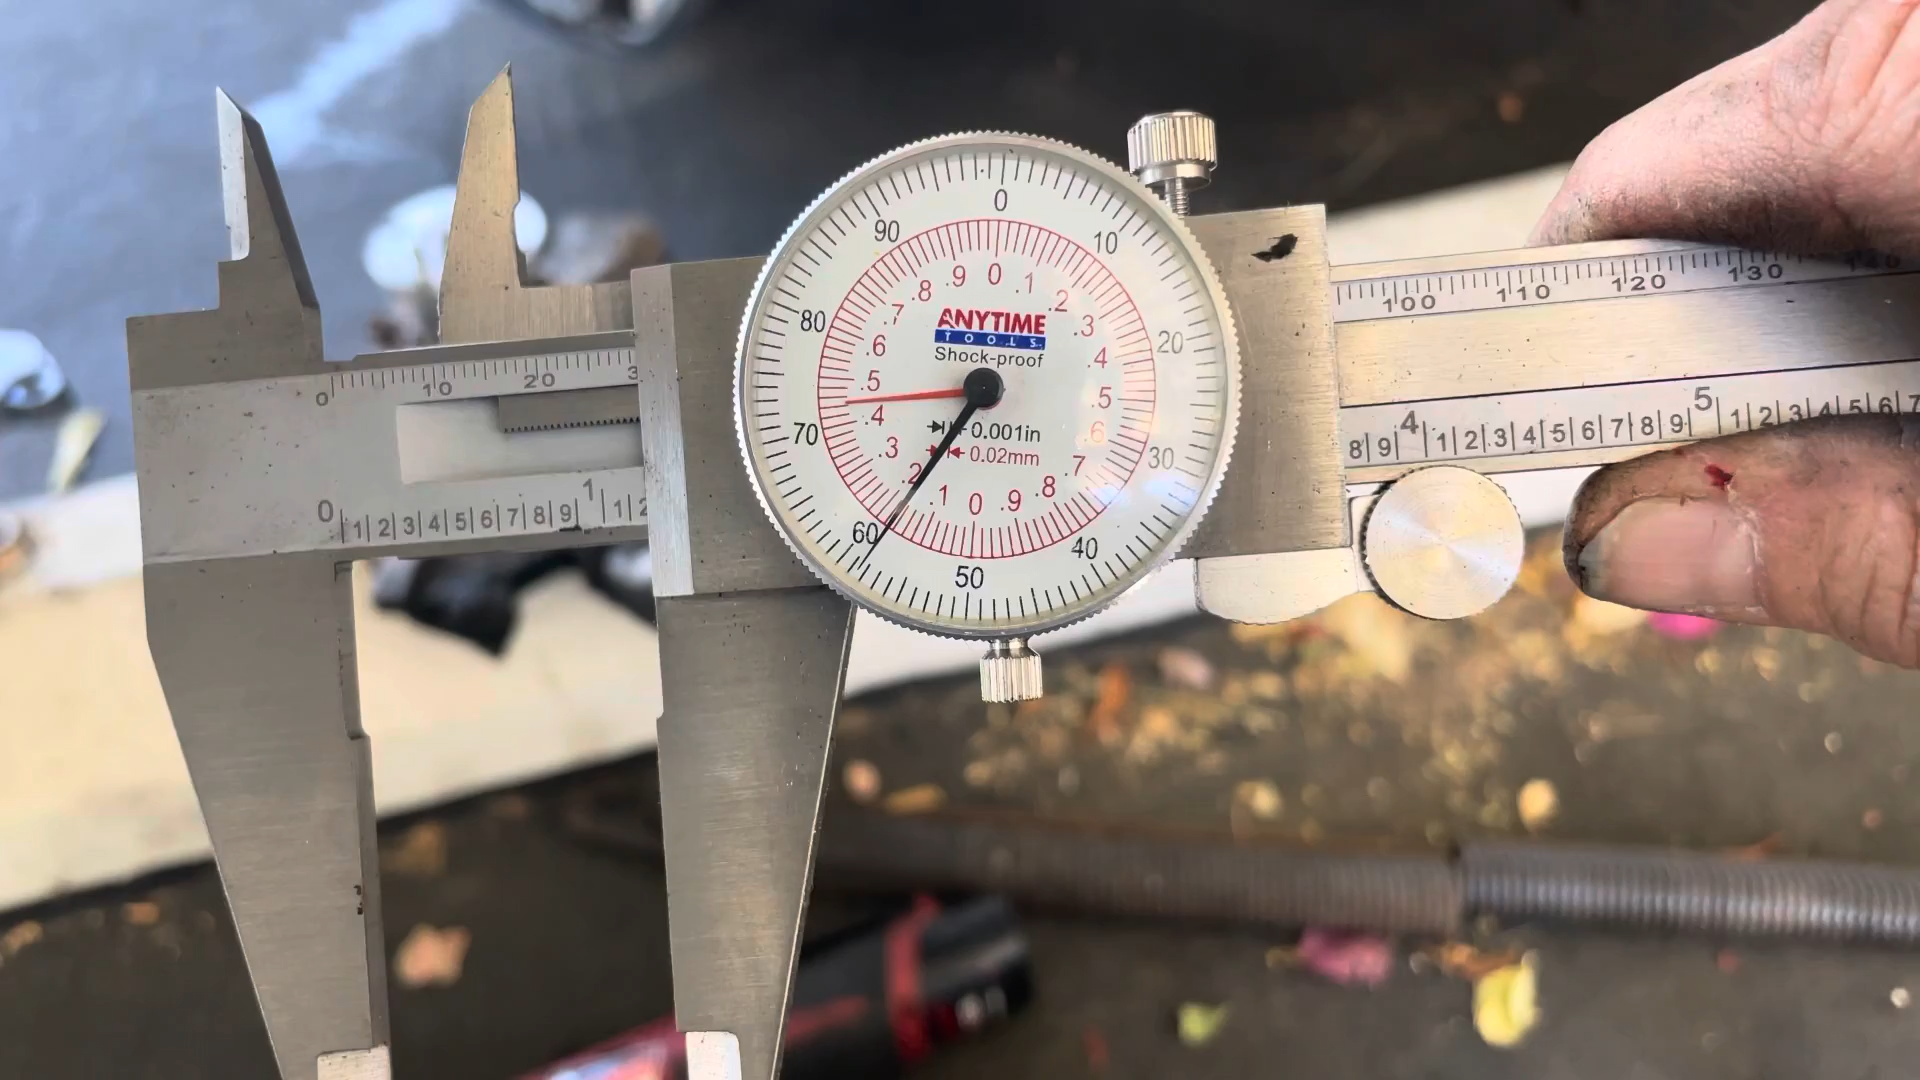 0
90
10
.9 0 .1
.8 .2
.7 .3
80
ANYTIME
TOOLS
Shock-proof
20
.6 .4
.5 .5
.4 .6
70
0.001in
0.02mm
30
.3 .7
.2 .8
.1 0 .9
60
40
50
0 10 20 3
0 1 2 3 4 5 6 7 8 9 1 1 2
100 110 120 130 140
8 9 4 1 2 3 4 5 6 7 8 9 5 1 2 3 4 5 6 7